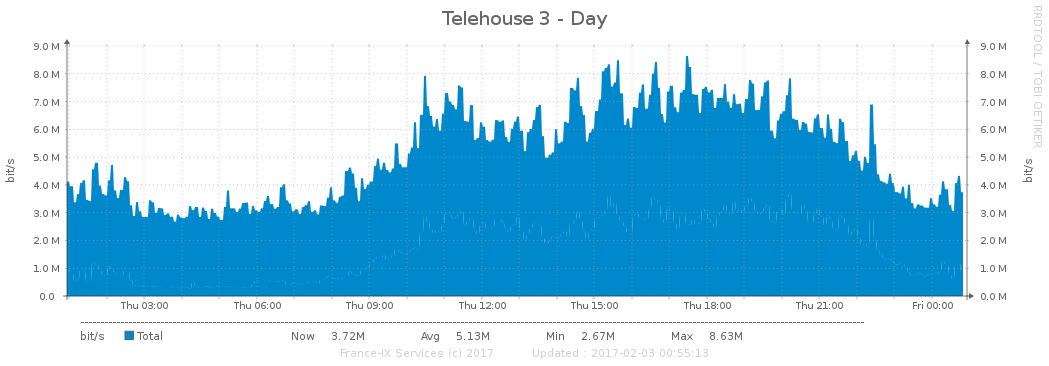 Telehouse 3 - Day
RRDTOOL / TOBI OETIKER
9.0 M 9.0 M
8.0 M 8.0 M
7.0 M 7.0 M
6.0 M 6.0 M
5.0 M 5.0 M
4.0 M 4.0 M
3.0 M 3.0 M
2.0 M 2.0 M
1.0 M 1.0 M
0.0 0.0 M
bit/s
bit/s
Thu 03:00 Thu 06:00 Thu 09:00 Thu 12:00 Thu 15:00 Thu 18:00 Thu 21:00 Fri 00:00
bit/s Total Now 3.72M Avg 5.13M Min 2.67M Max 8.63M
France-IX Services (c) 2017 Updated : 2017-02-03 00:55:13